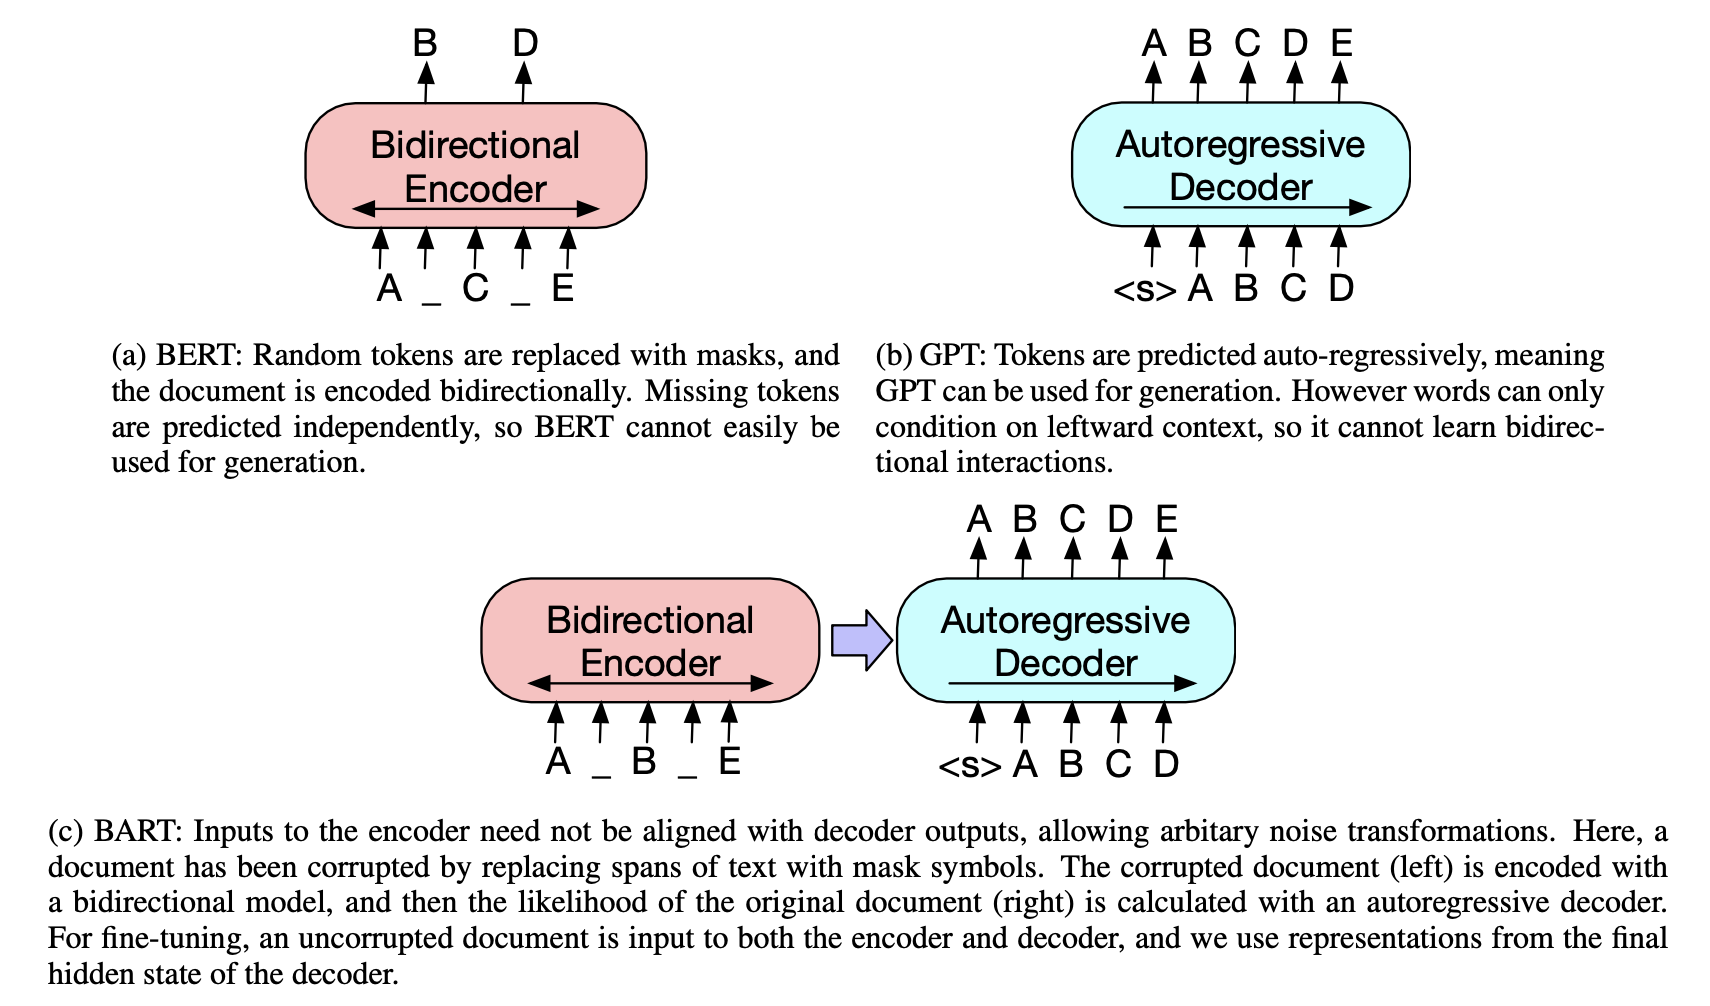 B D
Bidirectional
Encoder
A _ C _ E
(a) BERT: Random tokens are replaced with masks, and
the document is encoded bidirectionally. Missing tokens
are predicted independently, so BERT cannot easily be
used for generation.
A B C D E
Autoregressive
Decoder
<s> A B C D
(b) GPT: Tokens are predicted auto-regressively, meaning
GPT can be used for generation. However words can only
condition on leftward context, so it cannot learn bidirec-
tional interactions.
Bidirectional
Encoder
A _ B _ E
A B C D E
Autoregressive
Decoder
<s> A B C D
(c) BART: Inputs to the encoder need not be aligned with decoder outputs, allowing arbitary noise transformations. Here, a
document has been corrupted by replacing spans of text with mask symbols. The corrupted document (left) is encoded with
a bidirectional model, and then the likelihood of the original document (right) is calculated with an autoregressive decoder.
For fine-tuning, an uncorrupted document is input to both the encoder and decoder, and we use representations from the final
hidden state of the decoder.